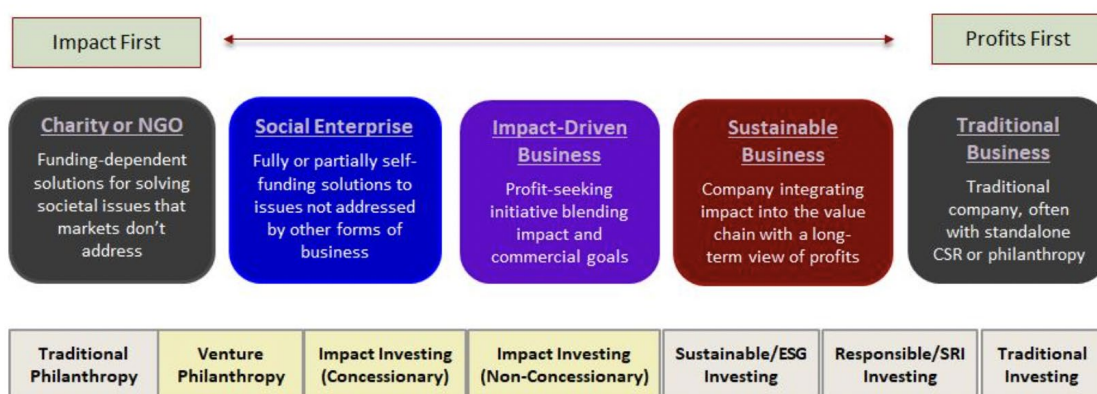 Impact First
Profits First
Charity or NGO
Funding-dependent
solutions for solving
societal issues that
markets don't
address
Social Enterprise
Fully or partially self-
funding solutions to
issues not addressed
by other forms of
business
Impact-Driven
Business
Profit-seeking
initiative blending
impact and
commercial goals
Sustainable
Business
Company integrating
impact into the value
chain with a long-
term view of profits
Traditional
Business
Traditional
company, often
with standalone
CSR or philanthropy
Traditional
Philanthropy
Venture
Philanthropy
Impact Investing
(Concessionary)
Impact Investing
(Non-Concessionary)
Sustainable/ESG
Investing
Responsible/SRI
Investing
Traditional
Investing